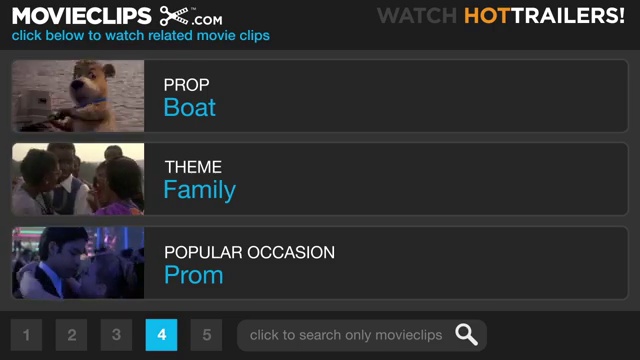 MOVIECLIPS .COM
WATCH HOTTRAILERS!
click below to watch related movie clips
PROP
Boat
THEME
Family
POPULAR OCCASION
Prom
1 2 3 4 5
click to search only movieclips